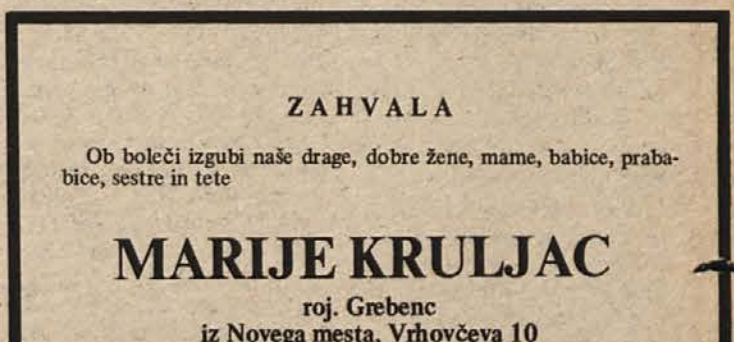 ZAHVALA
Ob boleči izgubi naše drage, dobre žene, mame, babice, praba-
bice, sestre in tete
MARIJE KRULJAC
roj. Grebenc
iz Novega mesta, Vrhovčeva 10